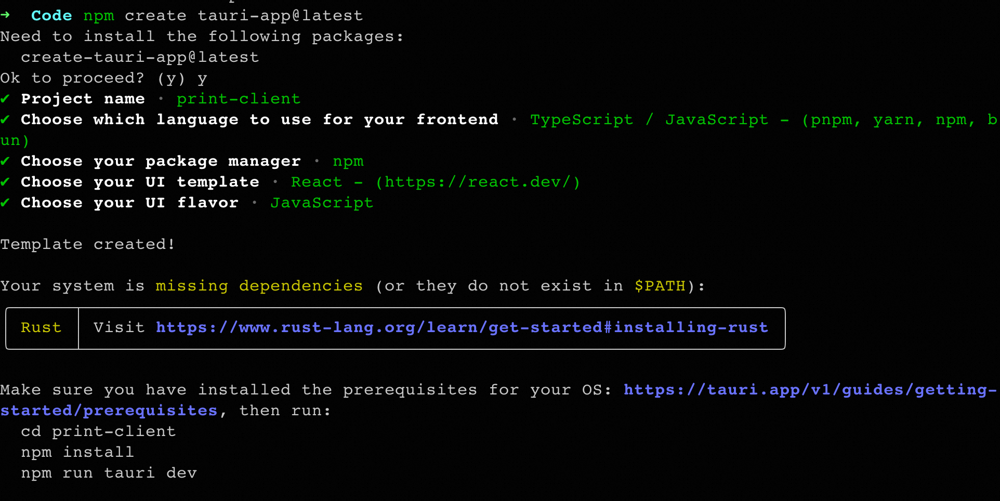 ➜  Code npm create tauri-app@latest
Need to install the following packages:
  create-tauri-app@latest
Ok to proceed? (y) y
✔ Project name · print-client
✔ Choose which language to use for your frontend · TypeScript / JavaScript - (pnpm, yarn, npm, b
un)
✔ Choose your package manager · npm
✔ Choose your UI template · React - (https://react.dev/)
✔ Choose your UI flavor · JavaScript
Template created!
Your system is missing dependencies (or they do not exist in $PATH):
Rust Visit https://www.rust-lang.org/learn/get-started#installing-rust
Make sure you have installed the prerequisites for your OS: https://tauri.app/v1/guides/getting-
started/prerequisites, then run:
  cd print-client
  npm install
  npm run tauri dev